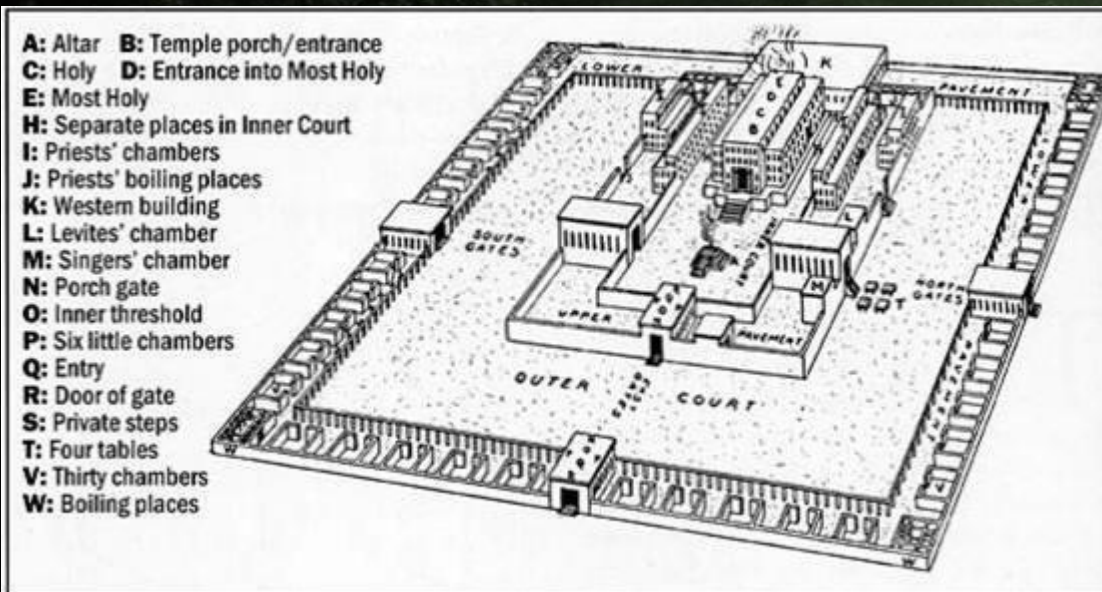 A: Altar B: Temple porch/entrance
C: Holy D: Entrance into Most Holy
E: Most Holy
H: Separate places in Inner Court
I: Priests' chambers
J: Priests' boiling places
K: Western building
L: Levites' chamber
M: Singers' chamber
N: Porch gate
O: Inner threshold
P: Six little chambers
Q: Entry
R: Door of gate
S: Private steps
T: Four tables
V: Thirty chambers
W: Boiling places
LOWER
K
PAVEMENT
E
D
C
B
L
SOUTH
GATES
A
M
T
NORTH
GATES
UPPER
PAVEMENT
OUTER
COURT
W
W